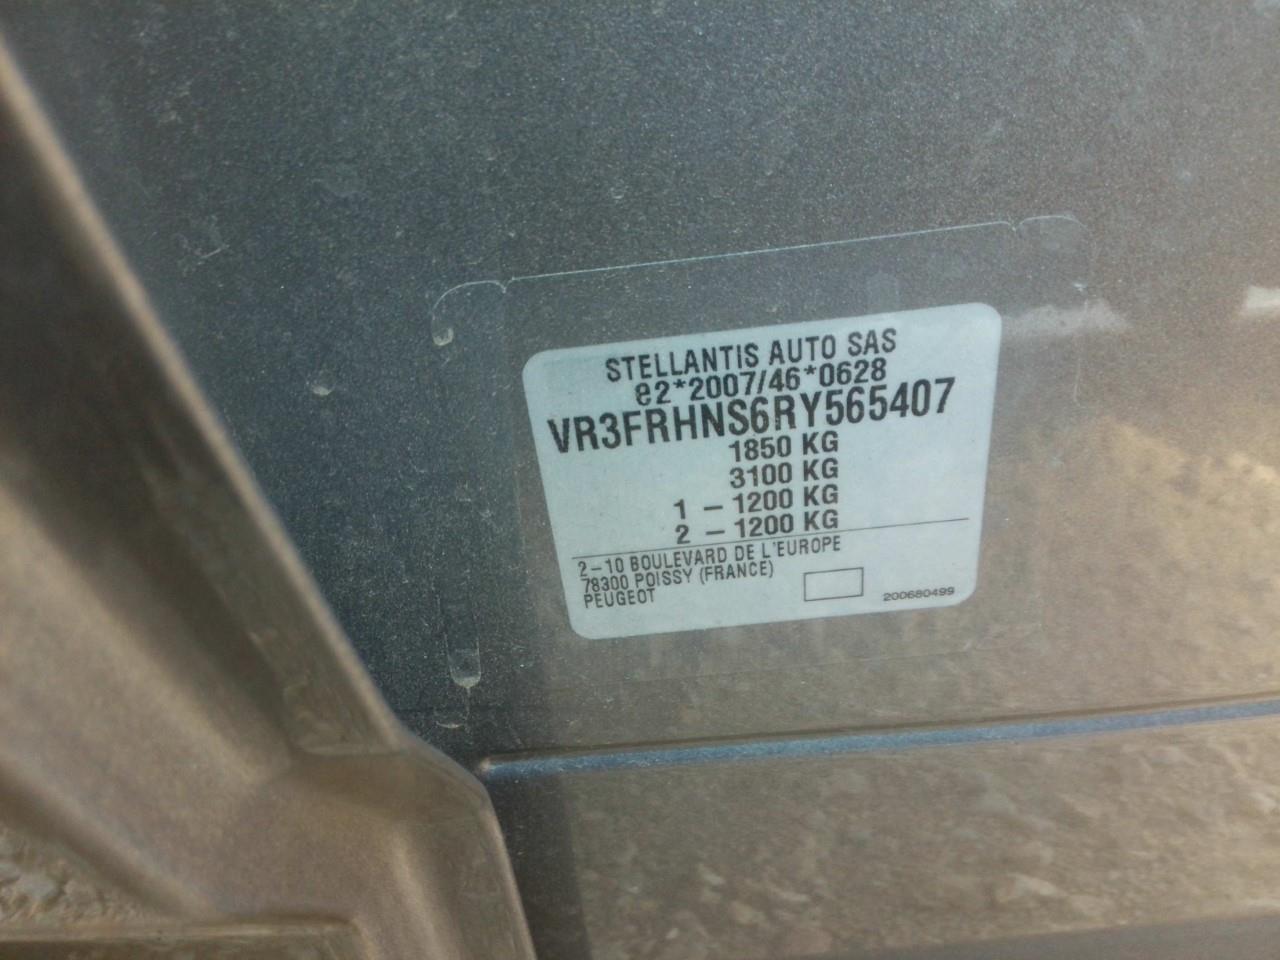 STELLANTIS AUTO SAS
e2*2007/46*0628
VR3FRHNS6RY565407
1850 KG
3100 KG
1 – 1200 KG
2 – 1200 KG
2–10 BOULEVARD DE L'EUROPE
78300 POISSY (FRANCE)
PEUGEOT
200680499